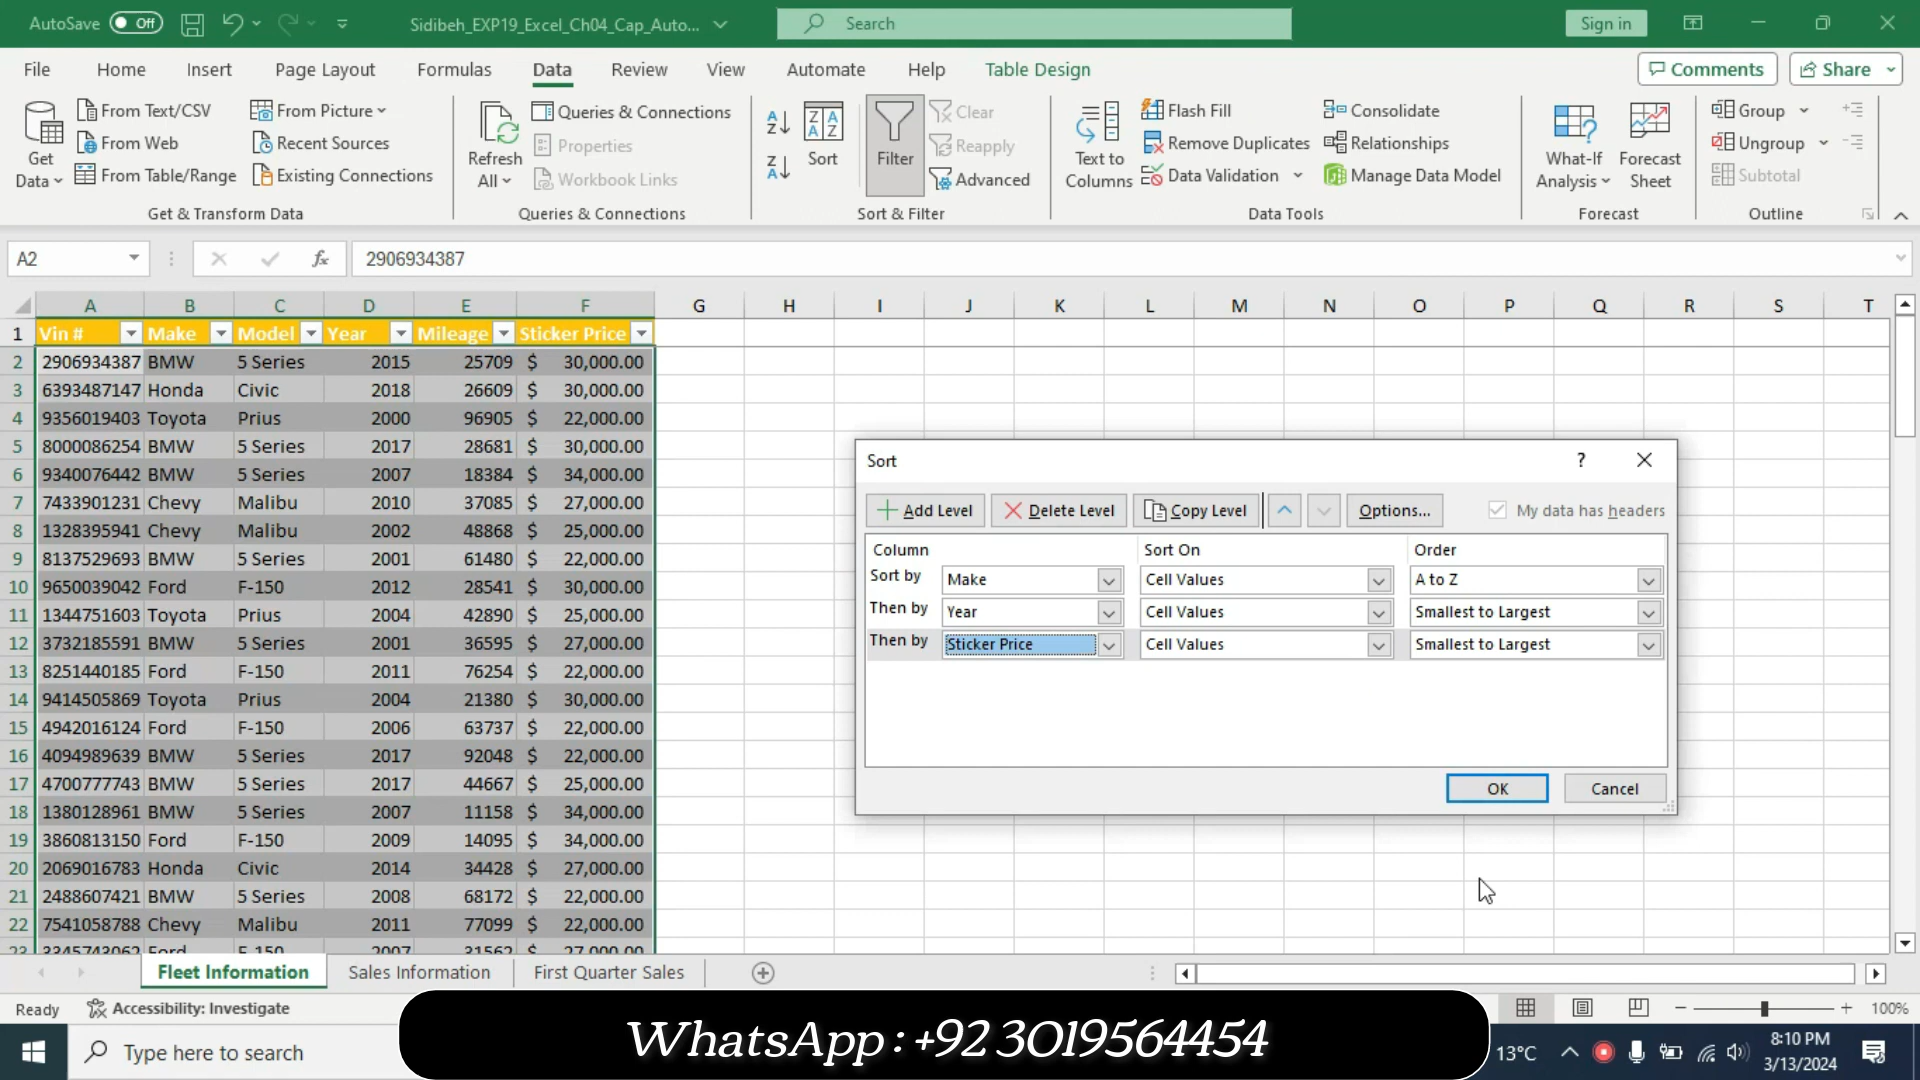 AutoSave Off Sidibeh_EXP19_Excel_Ch04_Cap_Auto... Search Sign in
File Home Insert Page Layout Formulas Data Review View Automate Help Table Design Comments Share
Get Data From Text/CSV From Web From Table/Range From Picture Recent Sources Existing Connections
Get & Transform Data
Refresh All Queries & Connections Properties Workbook Links
Queries & Connections
Sort Filter Clear Reapply Advanced
Sort & Filter
Text to Columns Flash Fill Remove Duplicates Data Validation Consolidate Relationships Manage Data Model
Data Tools
What-If Analysis Forecast Sheet
Forecast
Group Ungroup Subtotal
Outline
A2 fx 2906934387
A B C D E F G H I J K L M N O P Q R S T
1 Vin # Make Model Year Mileage Sticker Price
2 2906934387 BMW 5 Series 2015 25709 $ 30,000.00
3 6393487147 Honda Civic 2018 26609 $ 30,000.00
4 9356019403 Toyota Prius 2000 96905 $ 22,000.00
5 8000086254 BMW 5 Series 2017 28681 $ 30,000.00
6 9340076442 BMW 5 Series 2007 18384 $ 34,000.00
7 7433901231 Chevy Malibu 2010 37085 $ 27,000.00
8 1328395941 Chevy Malibu 2002 48868 $ 25,000.00
9 8137529693 BMW 5 Series 2001 61480 $ 22,000.00
10 9650039042 Ford F-150 2012 28541 $ 30,000.00
11 1344751603 Toyota Prius 2004 42890 $ 25,000.00
12 3732185591 BMW 5 Series 2001 36595 $ 27,000.00
13 8251440185 Ford F-150 2011 76254 $ 22,000.00
14 9414505869 Toyota Prius 2004 21380 $ 30,000.00
15 4942016124 Ford F-150 2006 63737 $ 22,000.00
16 4094989639 BMW 5 Series 2017 92048 $ 22,000.00
17 4700777743 BMW 5 Series 2017 44667 $ 25,000.00
18 1380128961 BMW 5 Series 2007 11158 $ 34,000.00
19 3860813150 Ford F-150 2009 14095 $ 34,000.00
20 2069016783 Honda Civic 2014 34428 $ 27,000.00
21 2488607421 BMW 5 Series 2008 68172 $ 22,000.00
22 7541058788 Chevy Malibu 2011 77099 $ 22,000.00
23 3345743062 Ford F-150 2007 31562 $ 27,000.00
Sort ?
Add Level Delete Level Copy Level Options... My data has headers
Column Sort On Order
Sort by Make Cell Values A to Z
Then by Year Cell Values Smallest to Largest
Then by Sticker Price Cell Values Smallest to Largest
OK Cancel
Fleet Information Sales Information First Quarter Sales
Ready Accessibility: Investigate 100%
WhatsApp : +92 3019564454
Type here to search 13°C 8:10 PM
3/13/2024